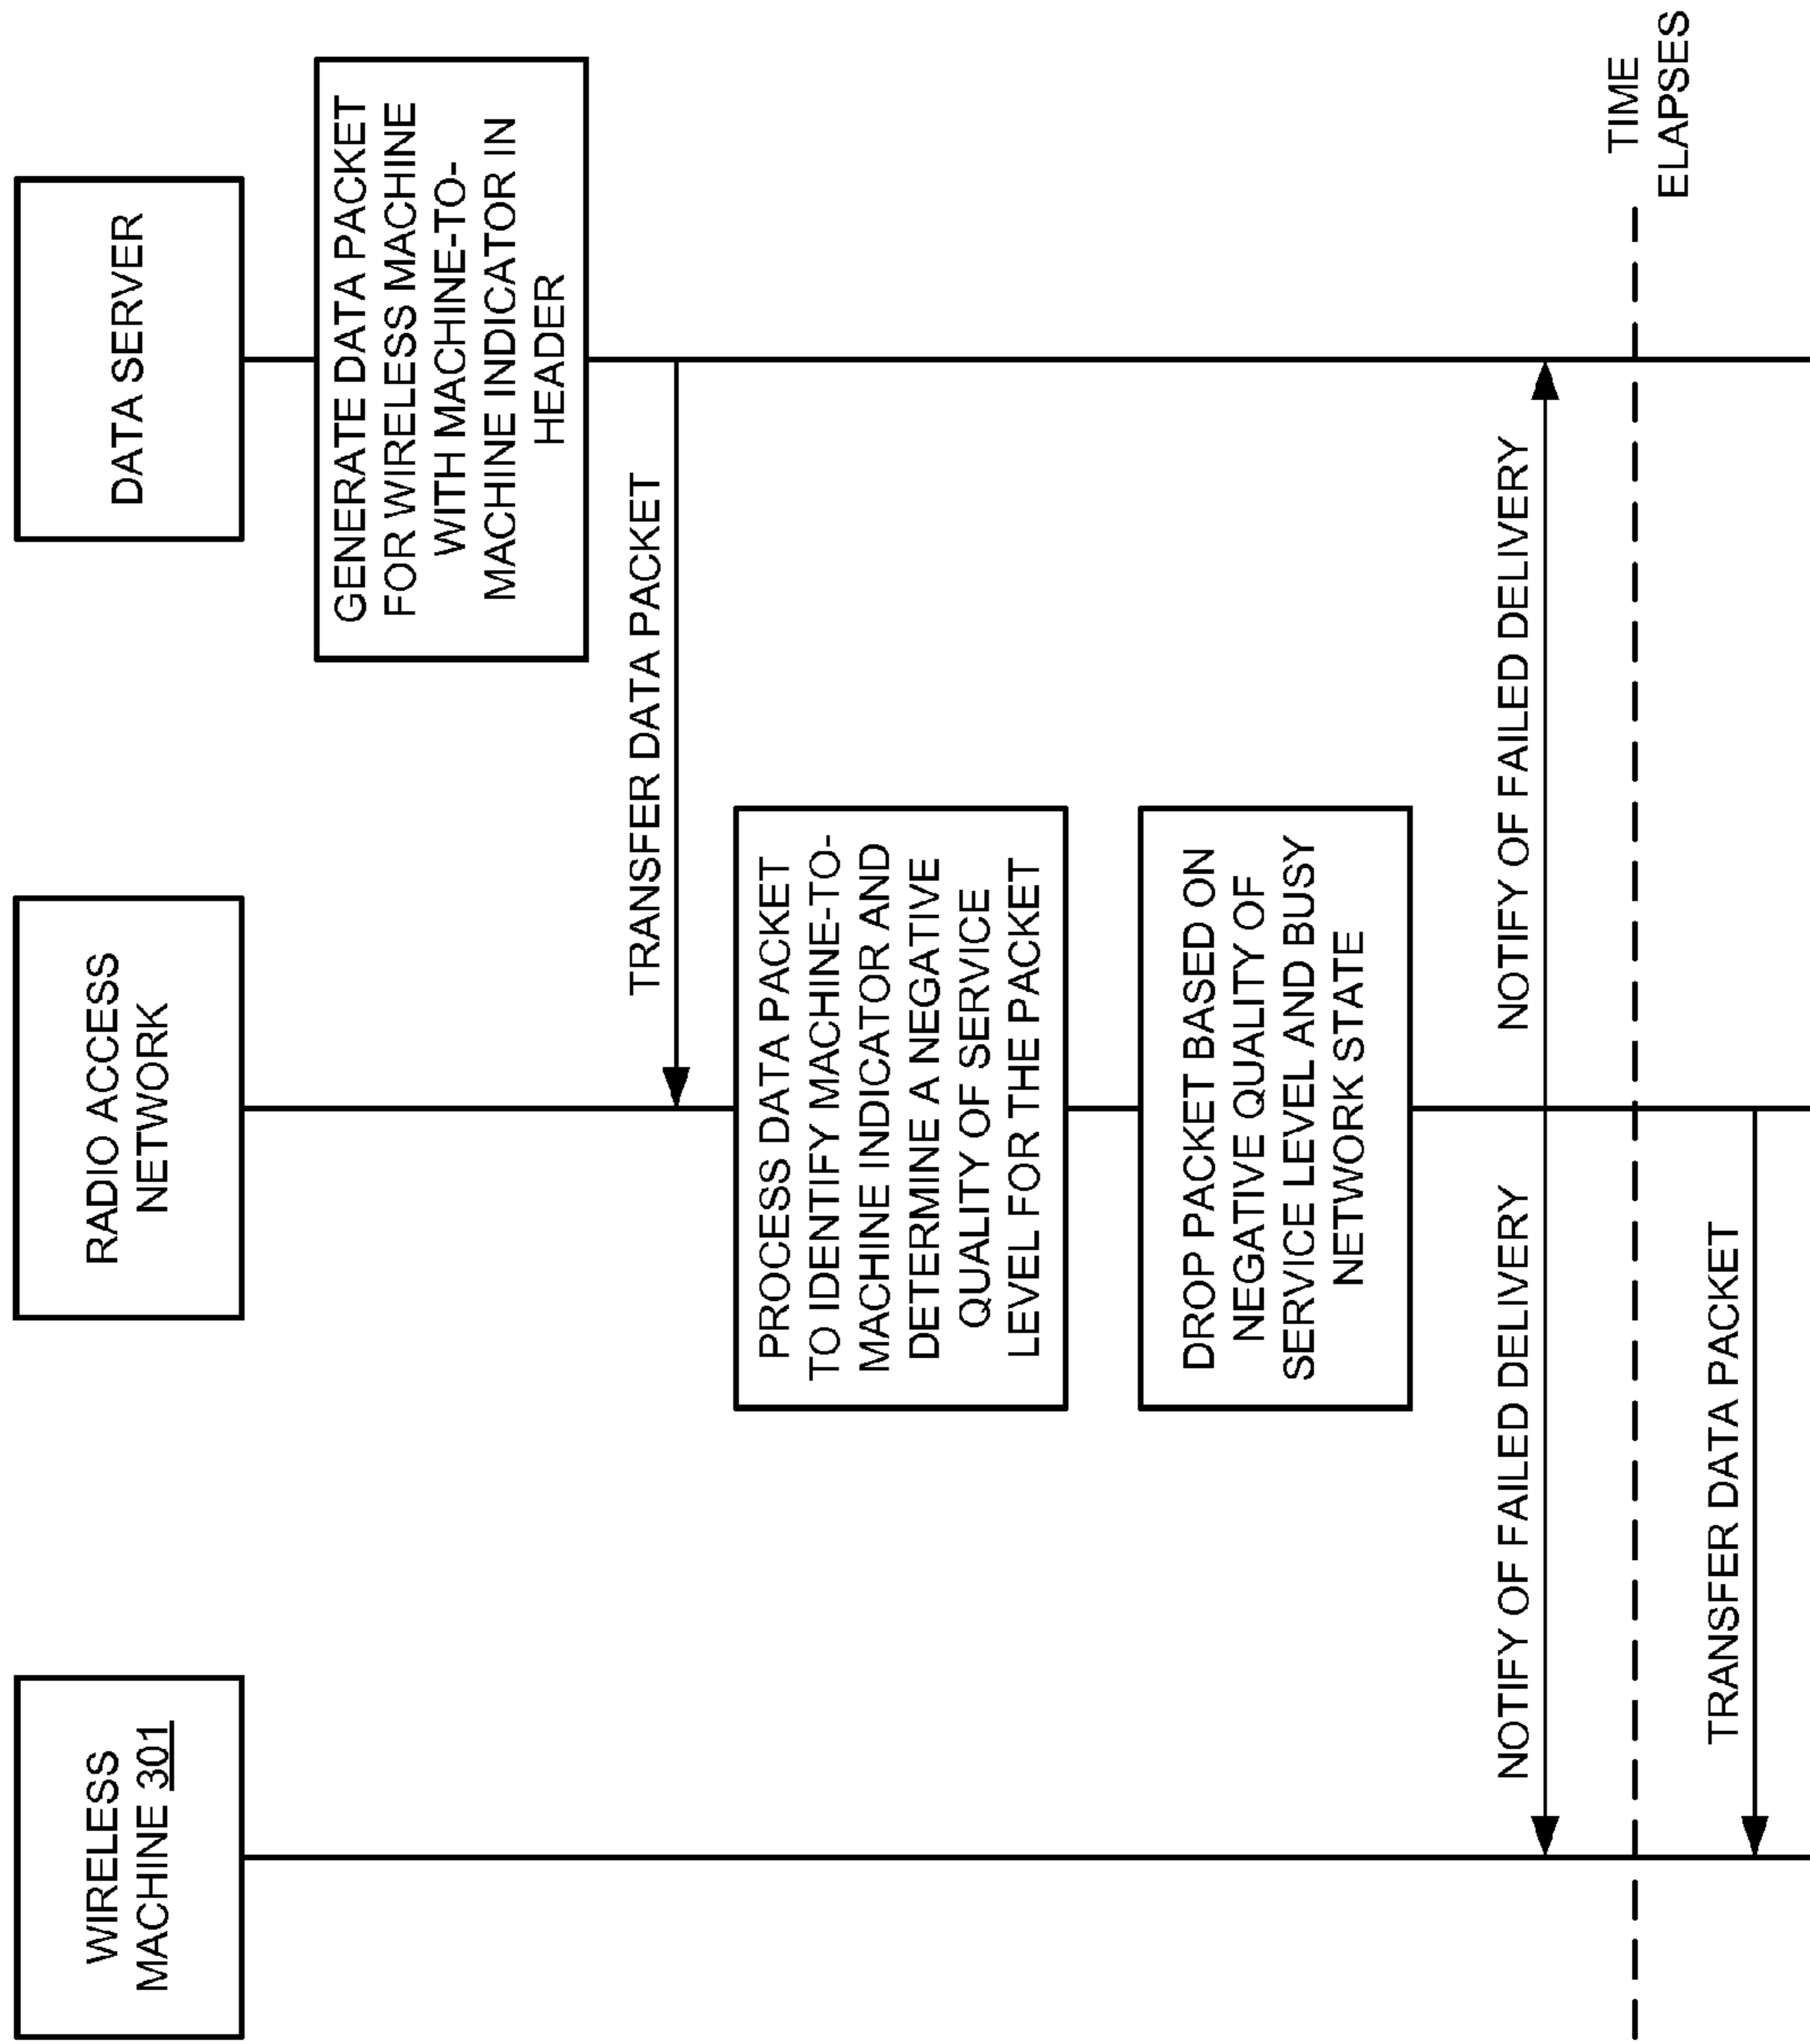 WIRELESS
MACHINE 301
RADIO ACCESS
NETWORK
DATA SERVER
GENERATE DATA PACKET
FOR WIRELESS MACHINE
WITH MACHINE-TO-
MACHINE INDICATOR IN
HEADER
TRANSFER DATA PACKET
PROCESS DATA PACKET
TO IDENTIFY MACHINE-TO-
MACHINE INDICATOR AND
DETERMINE A NEGATIVE
QUALITY OF SERVICE
LEVEL FOR THE PACKET
DROP PACKET BASED ON
NEGATIVE QUALITY OF
SERVICE LEVEL AND BUSY
NETWORK STATE
NOTIFY OF FAILED DELIVERY
NOTIFY OF FAILED DELIVERY
TIME
ELAPSES
TRANSFER DATA PACKET